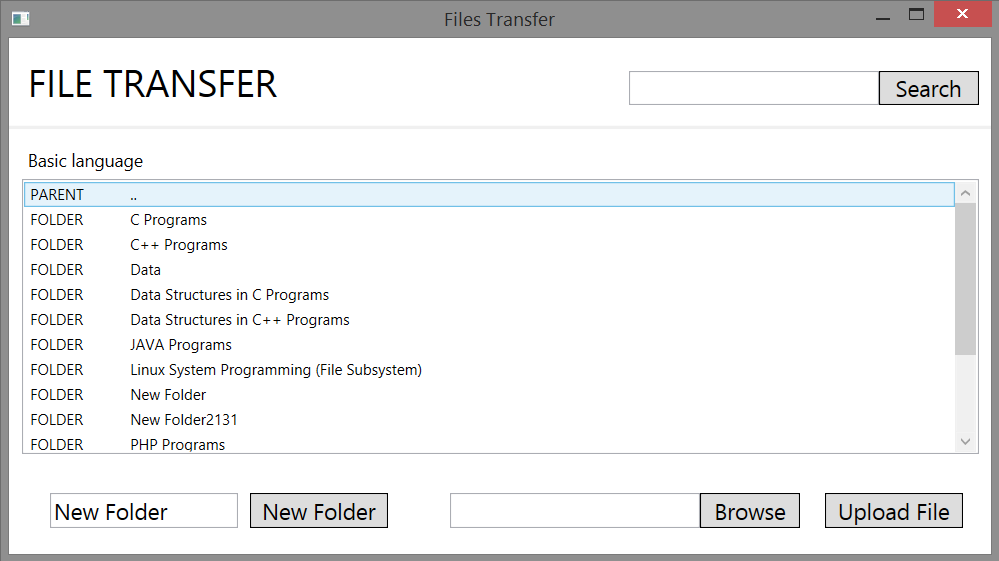 Files Transfer
FILE TRANSFER
Search
Basic language
PARENT ..
FOLDER C Programs
FOLDER C++ Programs
FOLDER Data
FOLDER Data Structures in C Programs
FOLDER Data Structures in C++ Programs
FOLDER JAVA Programs
FOLDER Linux System Programming (File Subsystem)
FOLDER New Folder
FOLDER New Folder2131
FOLDER PHP Programs
New Folder New Folder Browse Upload File